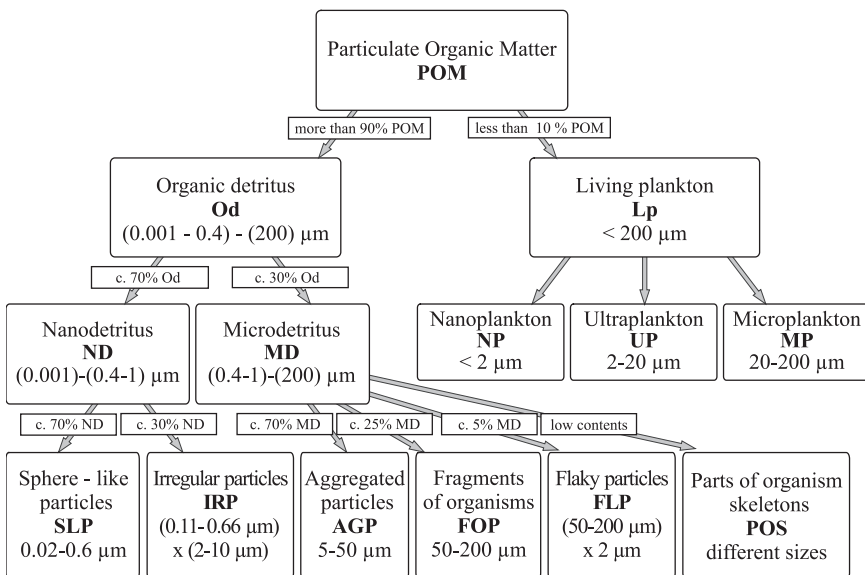 Particulate Organic Matter
POM
more than 90% POM
less than 10 % POM
Organic detritus
Od
(0.001 - 0.4) - (200) µm
Living plankton
Lp
< 200 µm
c. 70% Od
c. 30% Od
Nanodetritus
ND
(0.001)-(0.4-1) µm
Microdetritus
MD
(0.4-1)-(200) µm
Nanoplankton
NP
< 2 µm
Ultraplankton
UP
2-20 µm
Microplankton
MP
20-200 µm
c. 70% ND
c. 30% ND
c. 70% MD
c. 25% MD
c. 5% MD
low contents
Sphere - like
particles
SLP
0.02-0.6 µm
Irregular particles
IRP
(0.11- 0.66 µm)
x (2-10 µm)
Aggregated
particles
AGP
5-50 µm
Fragments
of organisms
FOP
50-200 µm
Flaky particles
FLP
(50-200 µm)
x 2 µm
Parts of organism
skeletons
POS
different sizes